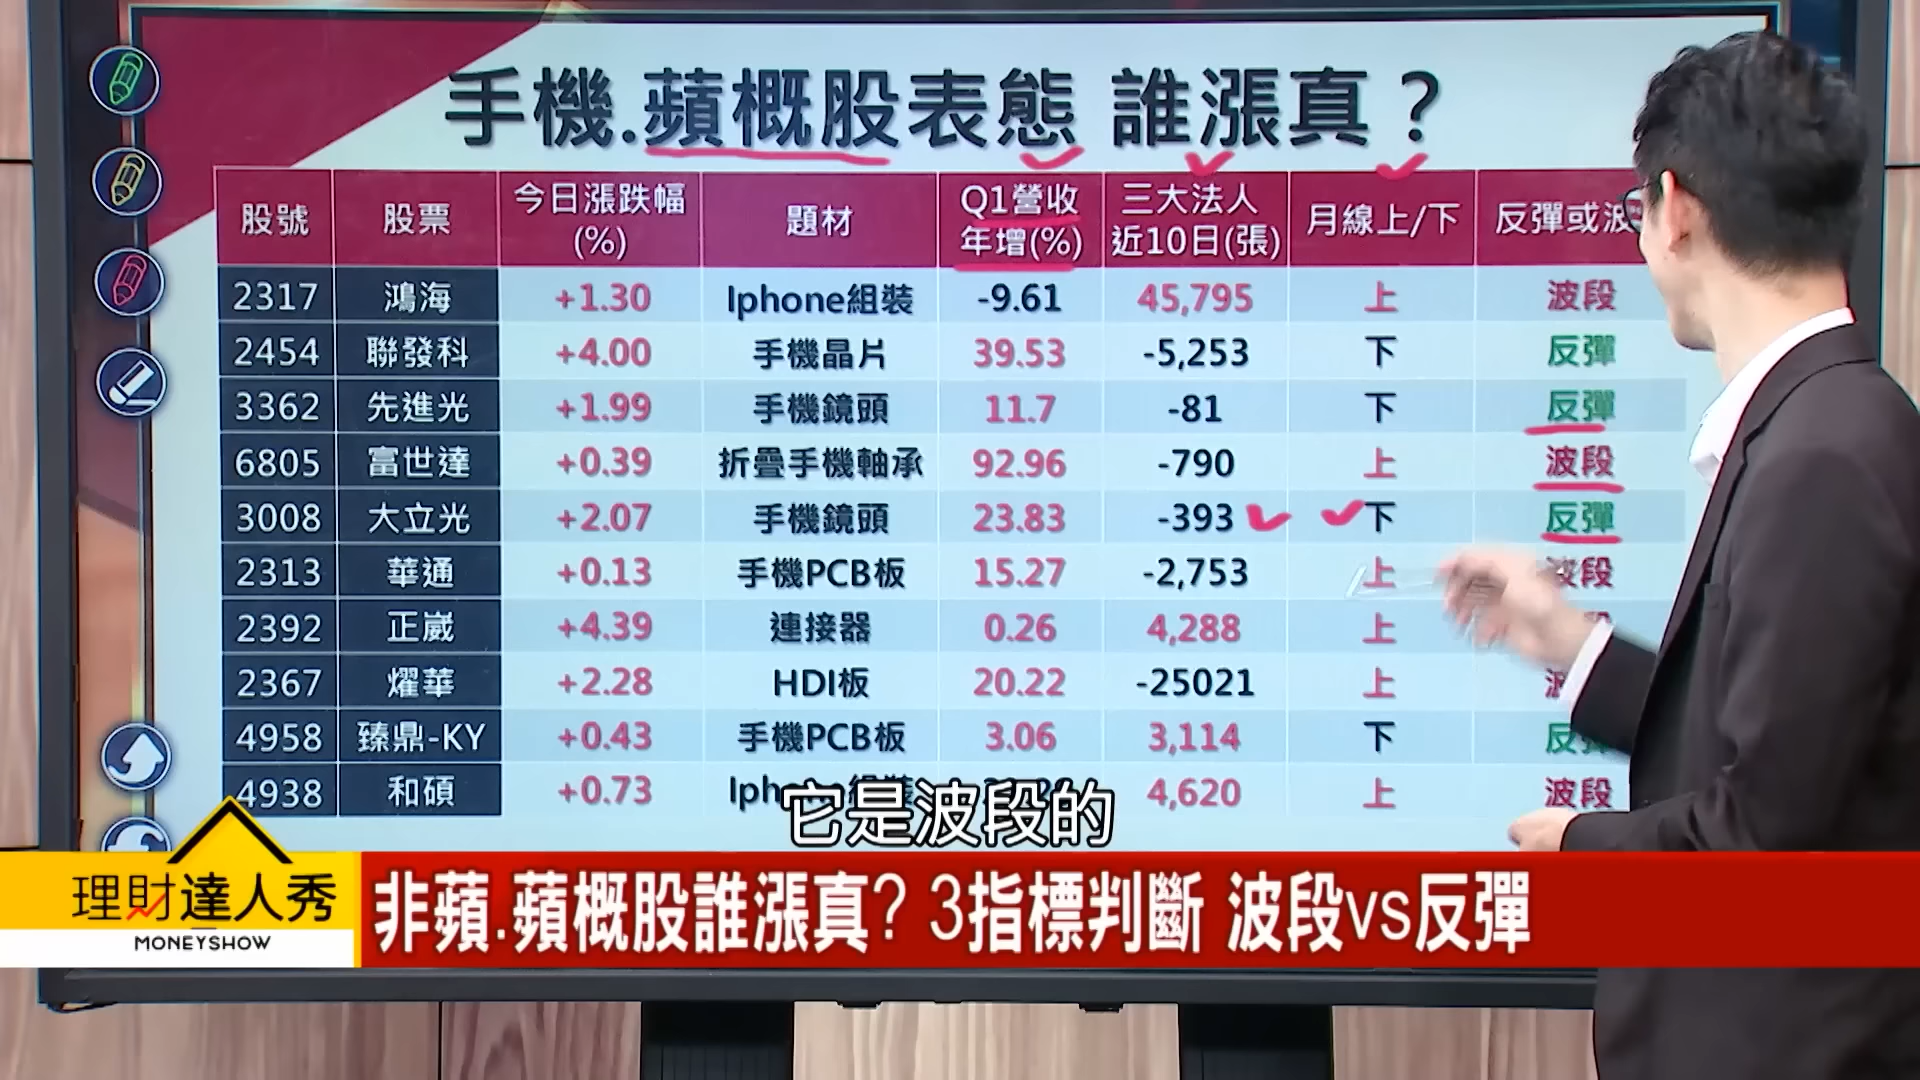 手機.蘋概股表態 誰漲真?
股號 股票 今日漲跌幅(%) 題材 Q1營收年增(%) 三大法人近10日(張) 月線上/下 反彈或波
2317 鴻海 +1.30 Iphone組裝 -9.61 45,795 上 波段
2454 聯發科 +4.00 手機晶片 39.53 -5,253 下 反彈
3362 先進光 +1.99 手機鏡頭 11.7 -81 下 反彈
6805 富世達 +0.39 折疊手機軸承 92.96 -790 上 波段
3008 大立光 +2.07 手機鏡頭 23.83 -393 下 反彈
2313 華通 +0.13 手機PCB板 15.27 -2,753 上 波段
2392 正崴 +4.39 連接器 0.26 4,288 上
2367 燿華 +2.28 HDI板 20.22 -25021 上
4958 臻鼎-KY +0.43 手機PCB板 3.06 3,114 下 反彈
4938 和碩 +0.73 4,620 上 波段
它是波段的
理財達人秀
MONEYSHOW
非蘋.蘋概股誰漲真? 3指標判斷 波段vs反彈